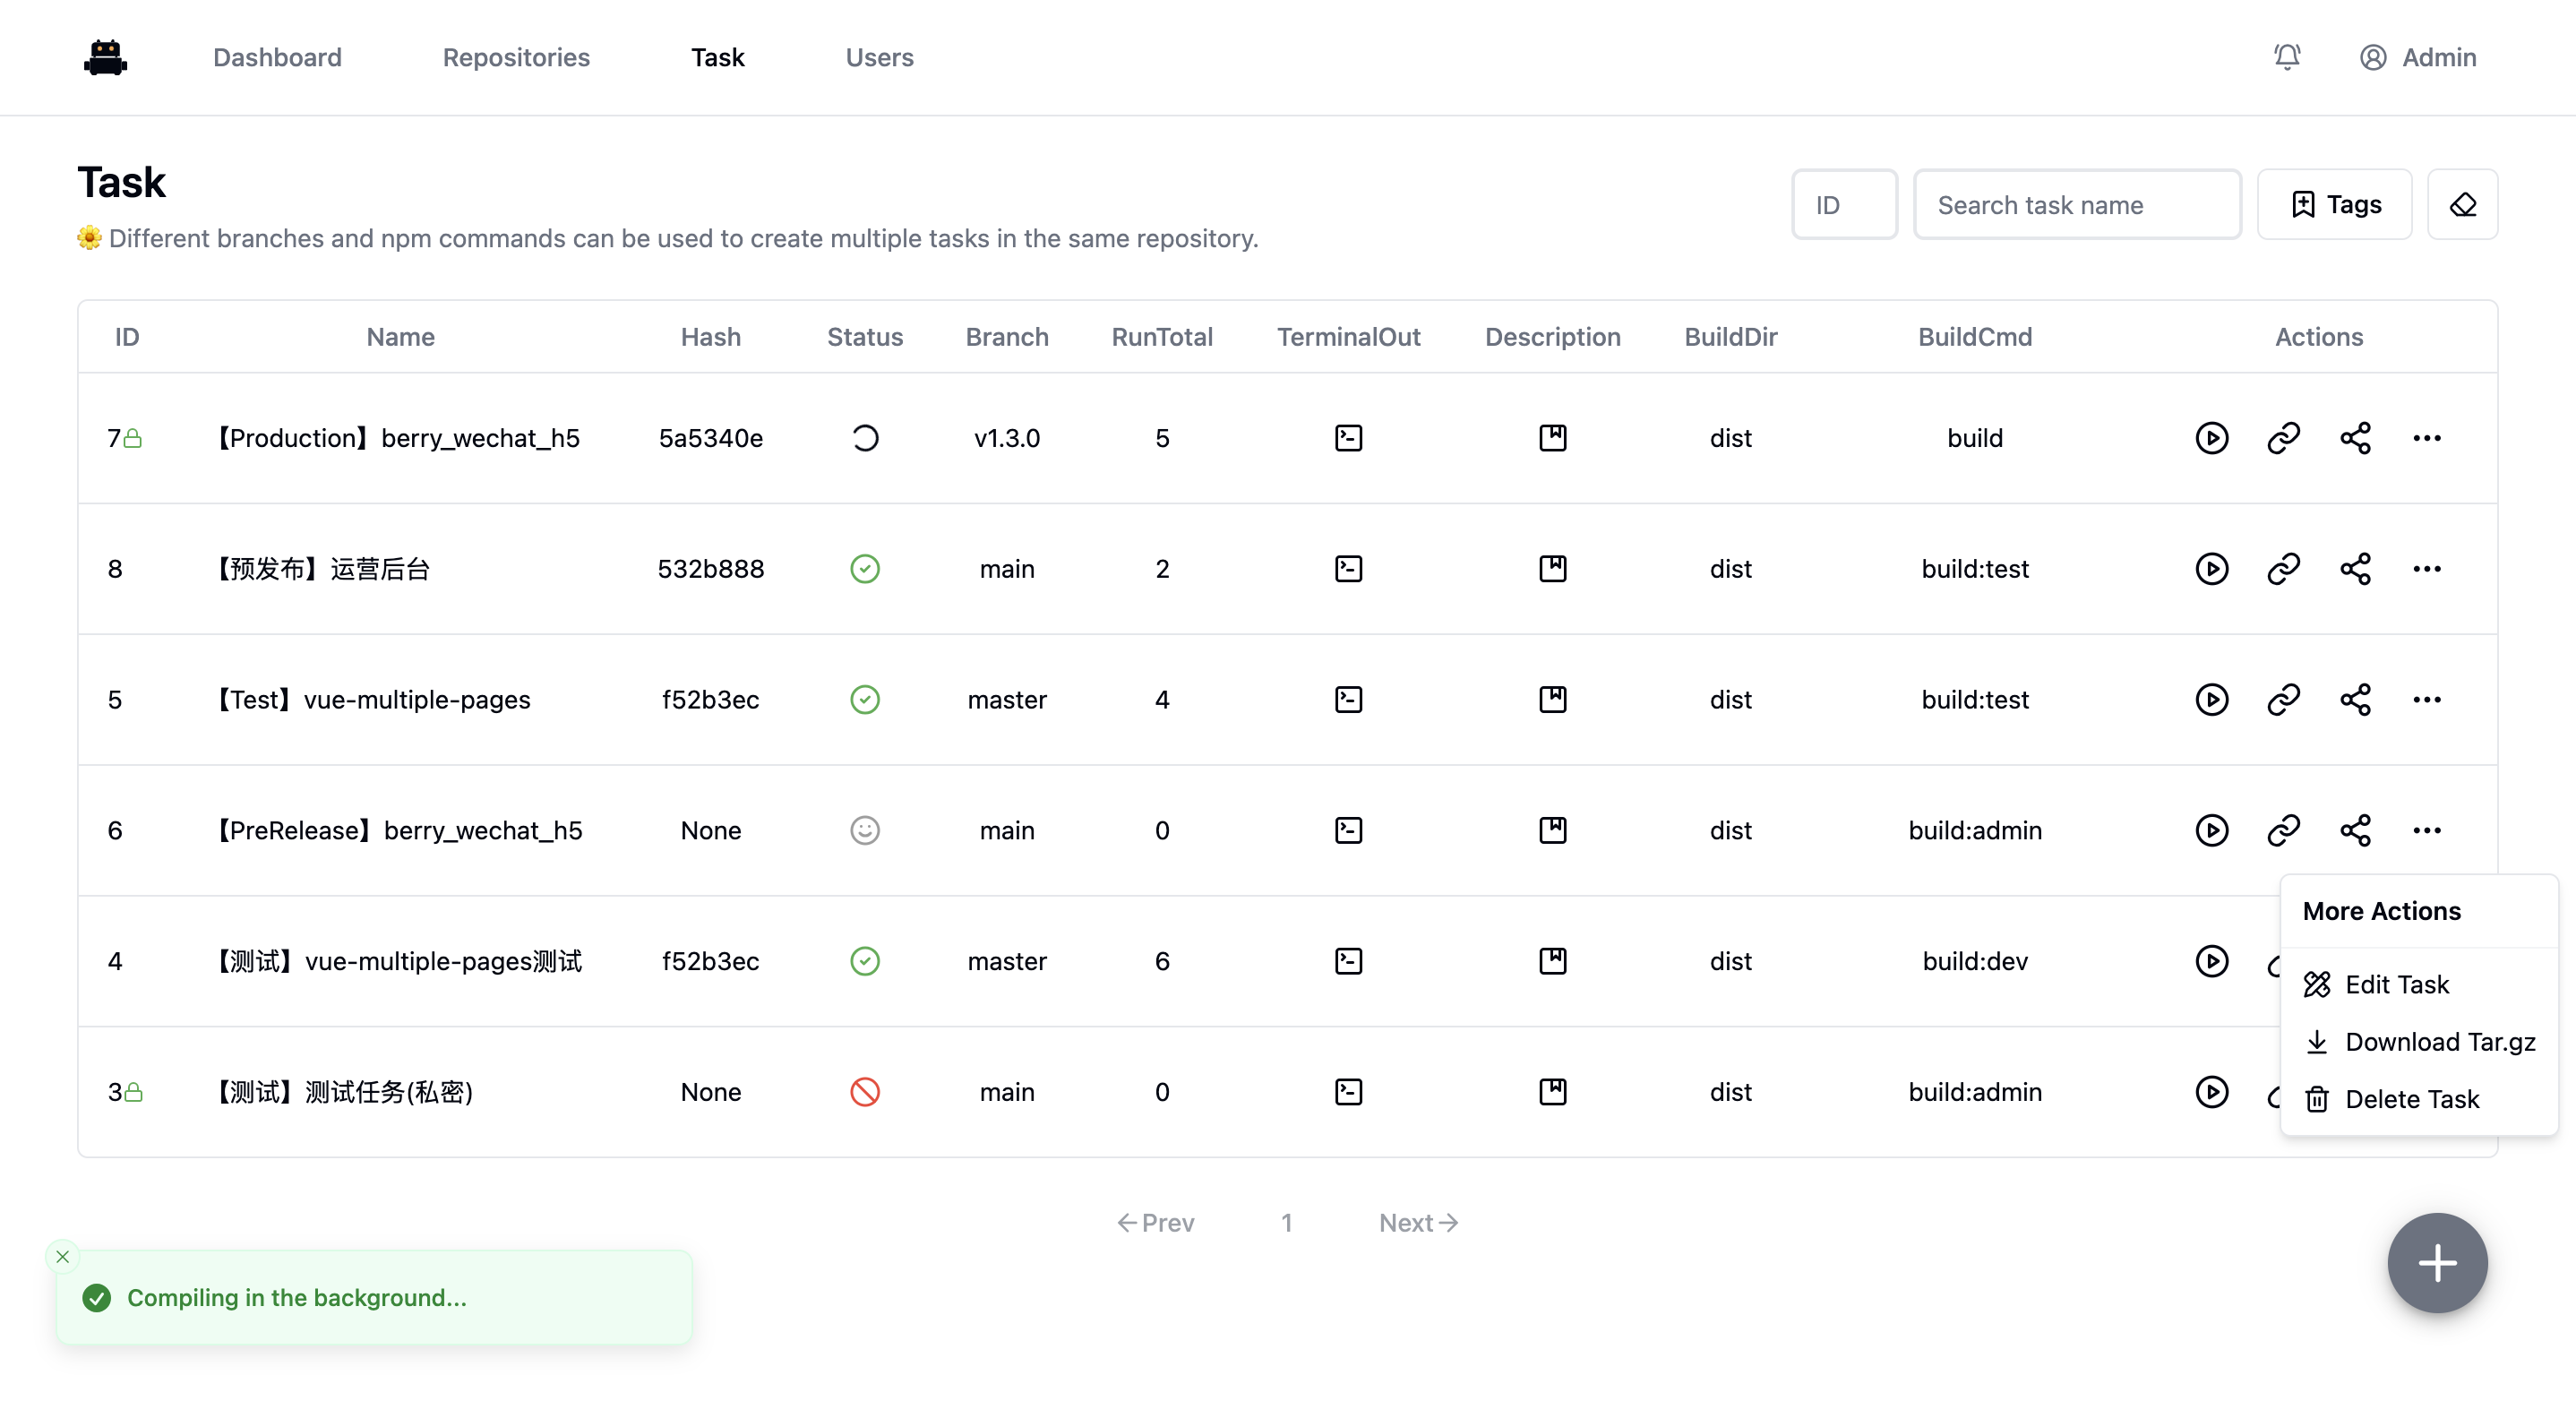 Dashboard Repositories Task Users Admin
Task
Different branches and npm commands can be used to create multiple tasks in the same repository.
ID Search task name Tags
ID Name Hash Status Branch RunTotal TerminalOut Description BuildDir BuildCmd Actions
7 【Production】berry_wechat_h5 5a5340e v1.3.0 5 dist build
8 【预发布】运营后台 532b888 main 2 dist build:test
5 【Test】vue-multiple-pages f52b3ec master 4 dist build:test
6 【PreRelease】berry_wechat_h5 None main 0 dist build:admin
4 【测试】vue-multiple-pages测试 f52b3ec master 6 dist build:dev
3 【测试】测试任务(私密) None main 0 dist build:admin
More Actions
Edit Task
Download Tar.gz
Delete Task
Prev 1 Next
Compiling in the background...